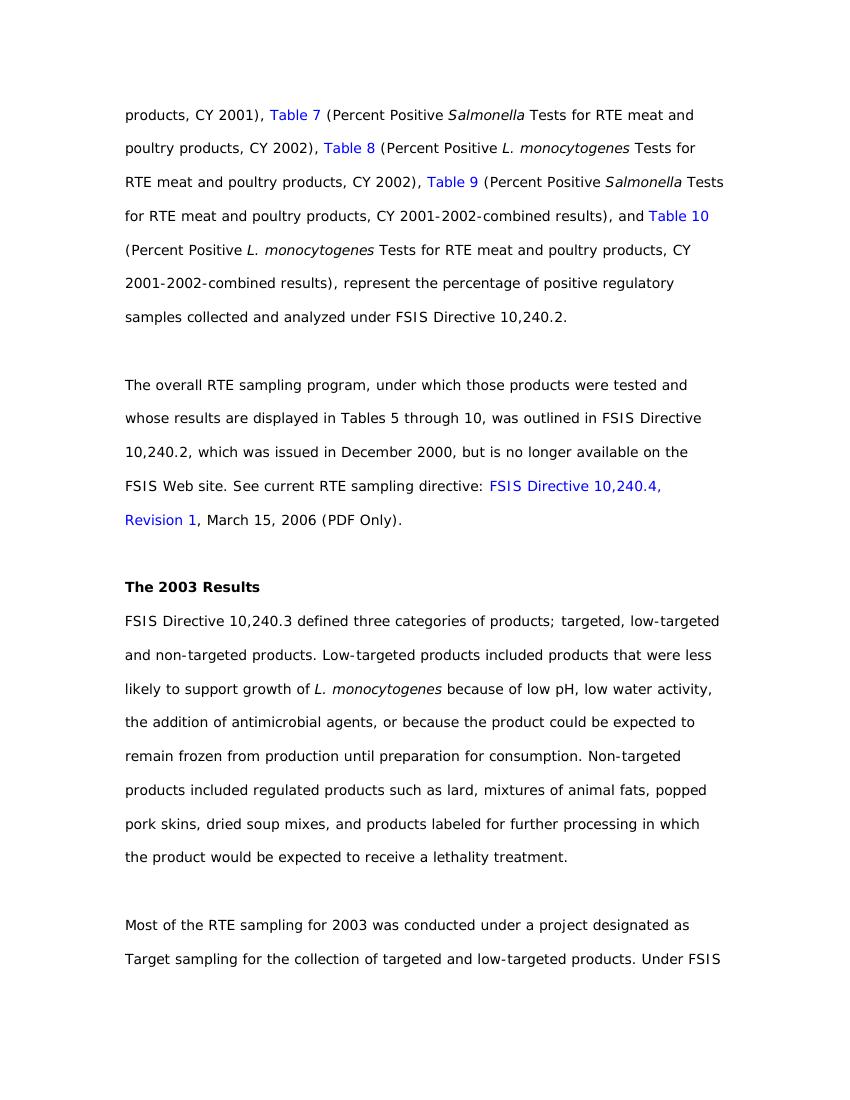 products, CY 2001), Table 7 (Percent Positive Salmonella Tests for RTE meat and
poultry products, CY 2002), Table 8 (Percent Positive L. monocytogenes Tests for
RTE meat and poultry products, CY 2002), Table 9 (Percent Positive Salmonella Tests
for RTE meat and poultry products, CY 2001-2002-combined results), and Table 10
(Percent Positive L. monocytogenes Tests for RTE meat and poultry products, CY
2001-2002-combined results), represent the percentage of positive regulatory
samples collected and analyzed under FSIS Directive 10,240.2.
The overall RTE sampling program, under which those products were tested and
whose results are displayed in Tables 5 through 10, was outlined in FSIS Directive
10,240.2, which was issued in December 2000, but is no longer available on the
FSIS Web site. See current RTE sampling directive: FSIS Directive 10,240.4,
Revision 1, March 15, 2006 (PDF Only).
The 2003 Results
FSIS Directive 10,240.3 defined three categories of products; targeted, low-targeted
and non-targeted products. Low-targeted products included products that were less
likely to support growth of L. monocytogenes because of low pH, low water activity,
the addition of antimicrobial agents, or because the product could be expected to
remain frozen from production until preparation for consumption. Non-targeted
products included regulated products such as lard, mixtures of animal fats, popped
pork skins, dried soup mixes, and products labeled for further processing in which
the product would be expected to receive a lethality treatment.
Most of the RTE sampling for 2003 was conducted under a project designated as
Target sampling for the collection of targeted and low-targeted products. Under FSIS